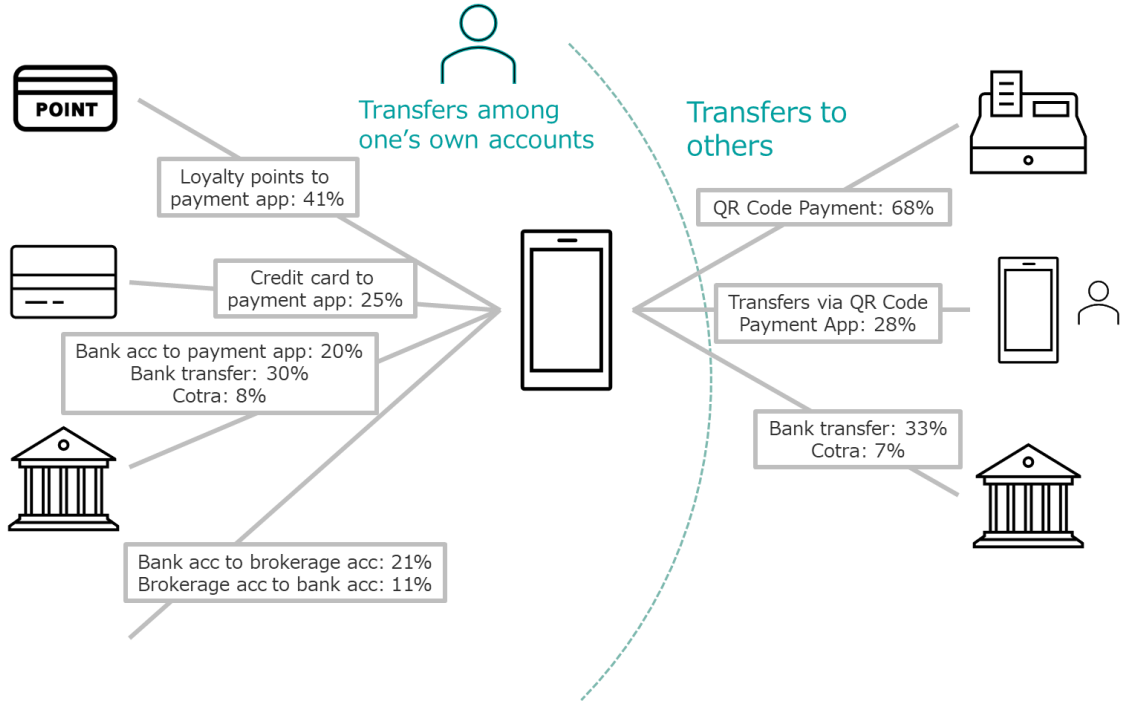 POINT
Transfers among
one's own accounts
Transfers to
others
Loyalty points to
payment app: 41%
QR Code Payment: 68%
Credit card to
payment app: 25%
Transfers via QR Code
Payment App: 28%
Bank acc to payment app: 20%
Bank transfer: 30%
Cotra: 8%
Bank transfer: 33%
Cotra: 7%
Bank acc to brokerage acc: 21%
Brokerage acc to bank acc: 11%